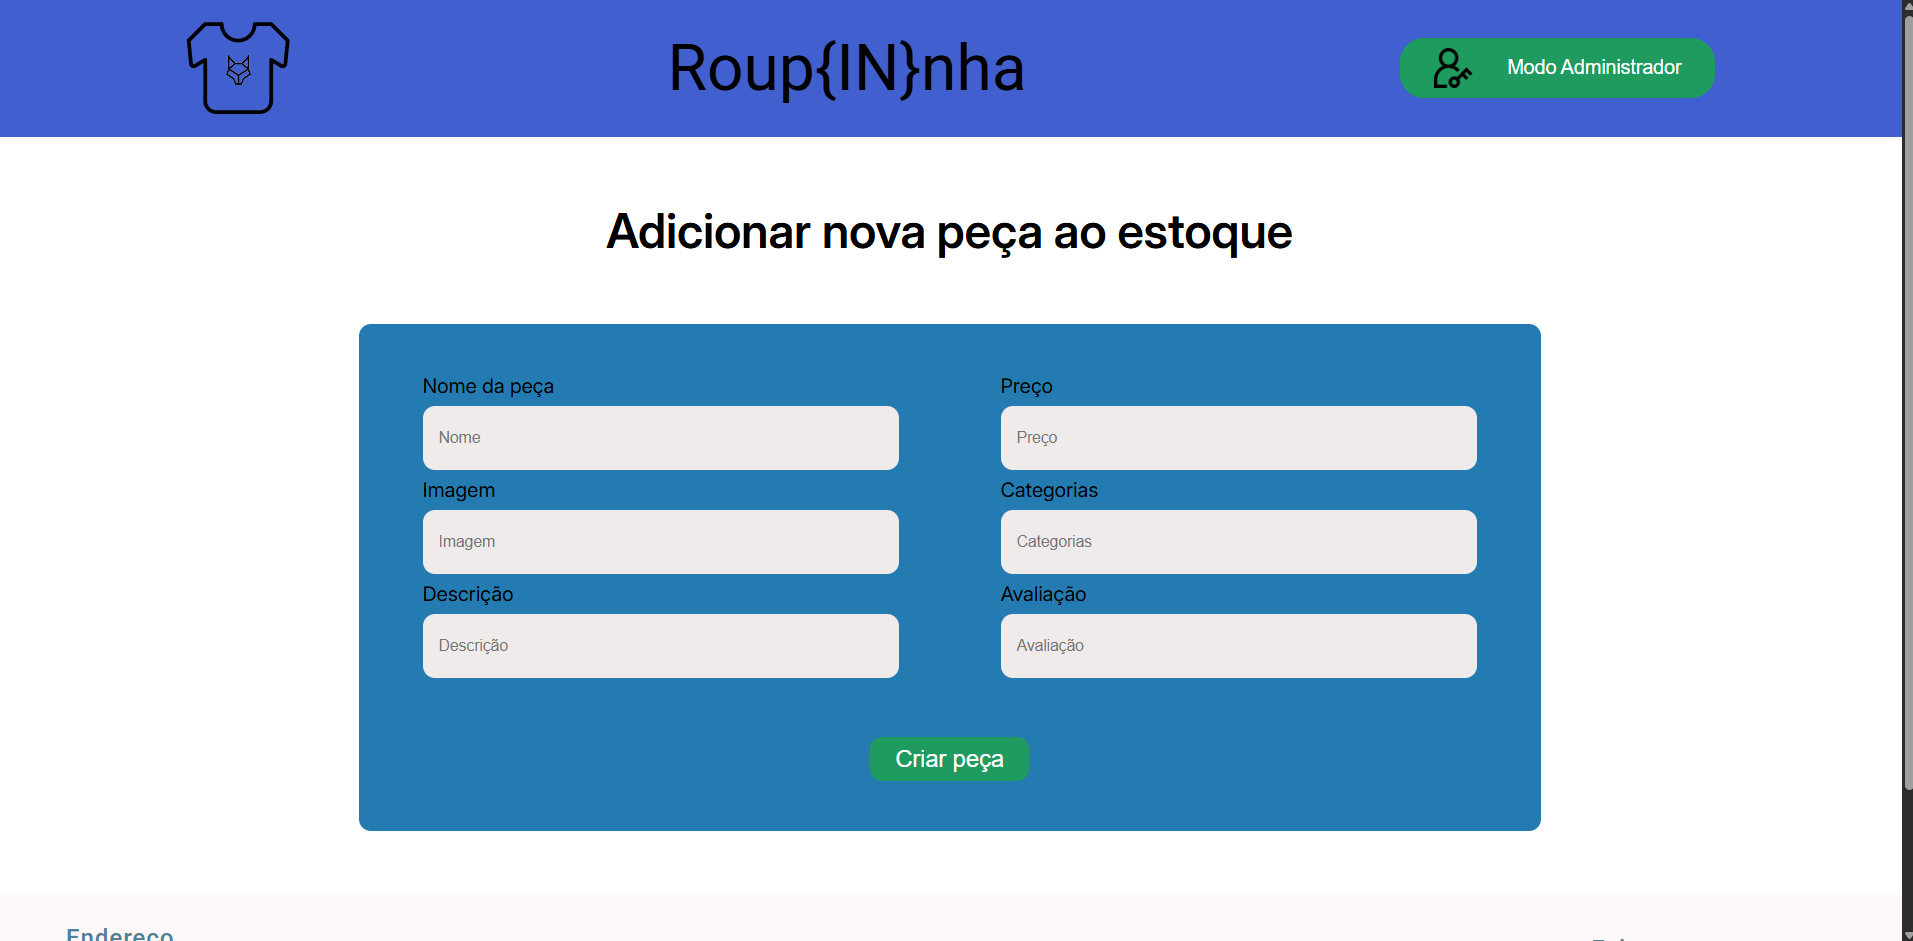 Roup{IN}nha
Modo Administrador
Adicionar nova peça ao estoque
Nome da peça
Preço
Nome
Preço
Imagem
Categorias
Imagem
Categorias
Descrição
Avaliação
Descrição
Avaliação
Criar peça
Endereço